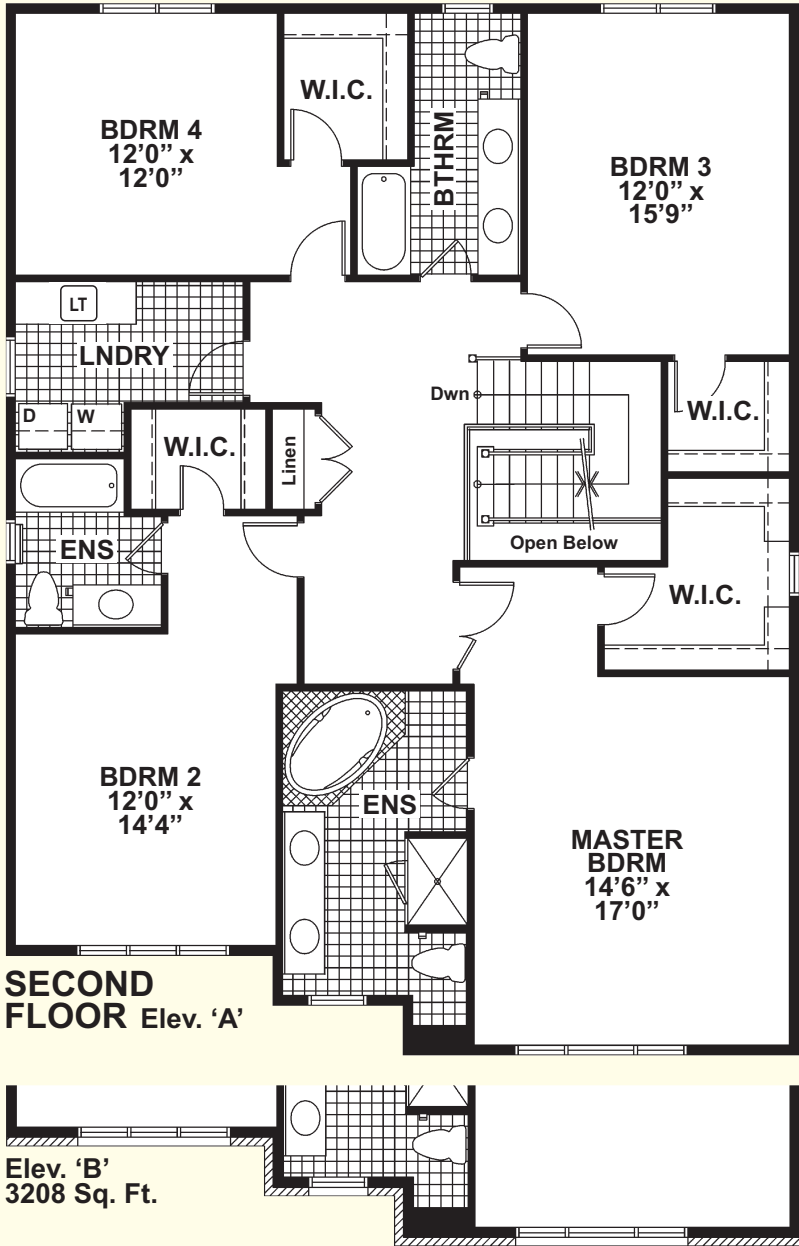 BDRM 4
12’0” x
12’0”
W.I.C.
BTHRM
BDRM 3
12’0” x
15’9”
LT
LNDRY
D
W
W.I.C.
Linen
Dwn
W.I.C.
Open Below
ENS
W.I.C.
BDRM 2
12’0” x
14’4”
ENS
MASTER
BDRM
14’6” x
17’0”
SECOND
FLOOR Elev. ‘A’
Elev. ‘B’
3208 Sq. Ft.